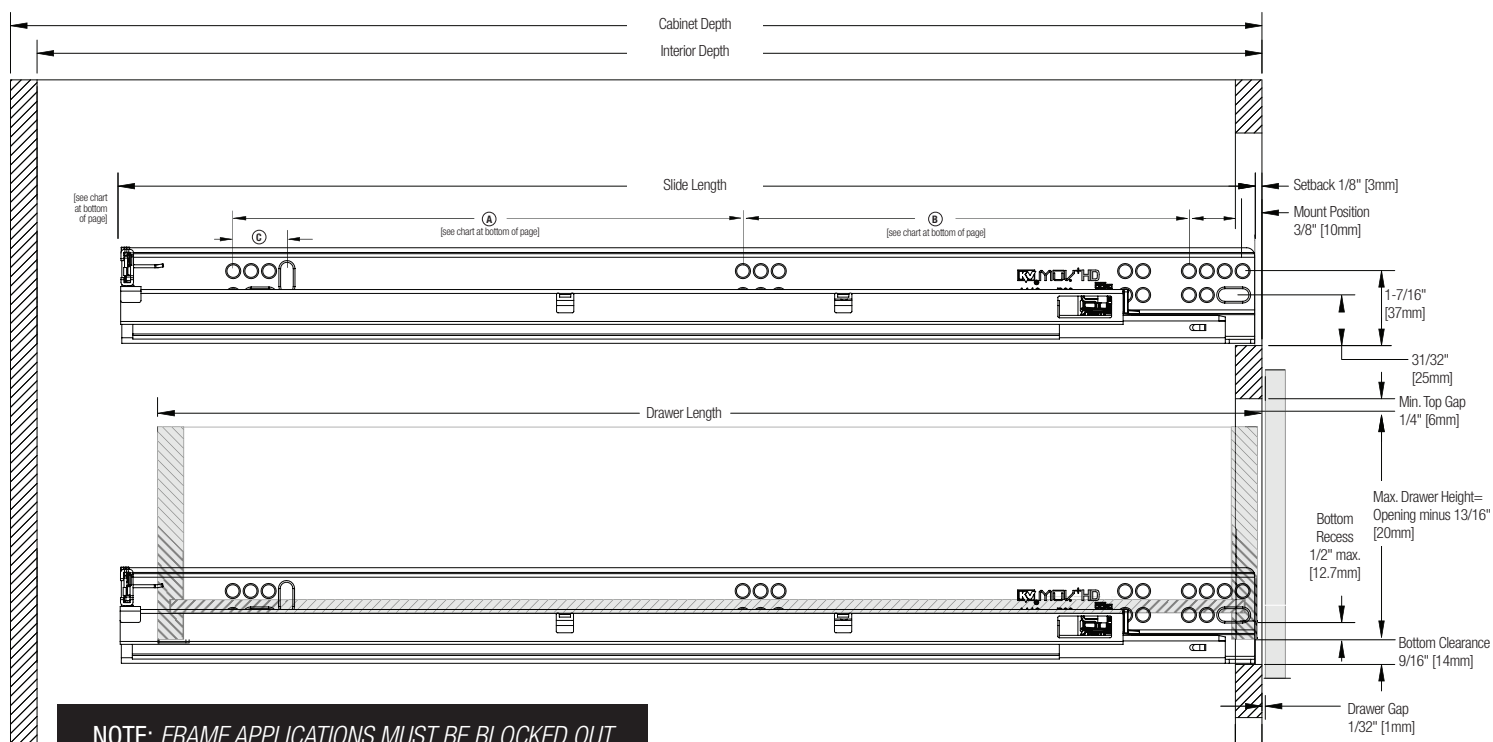 Cabinet Depth
Interior Depth
Slide Length
Setback 1/8" [3mm]
[see chart
at bottom
of page]
A
[see chart at bottom of page]
B
[see chart at bottom of page]
Mount Position
3/8" [10mm]
C
HD
1-7/16"
[37mm]
31/32"
[25mm]
Drawer Length
Min. Top Gap
1/4" [6mm]
Max. Drawer Height=
Opening minus 13/16"
[20mm]
Bottom
Recess
1/2" max.
[12.7mm]
HD
Bottom Clearance
9/16" [14mm]
NOTE: FRAME APPLICATIONS MUST BE BLOCKED OUT
Drawer Gap
1/32" [1mm]